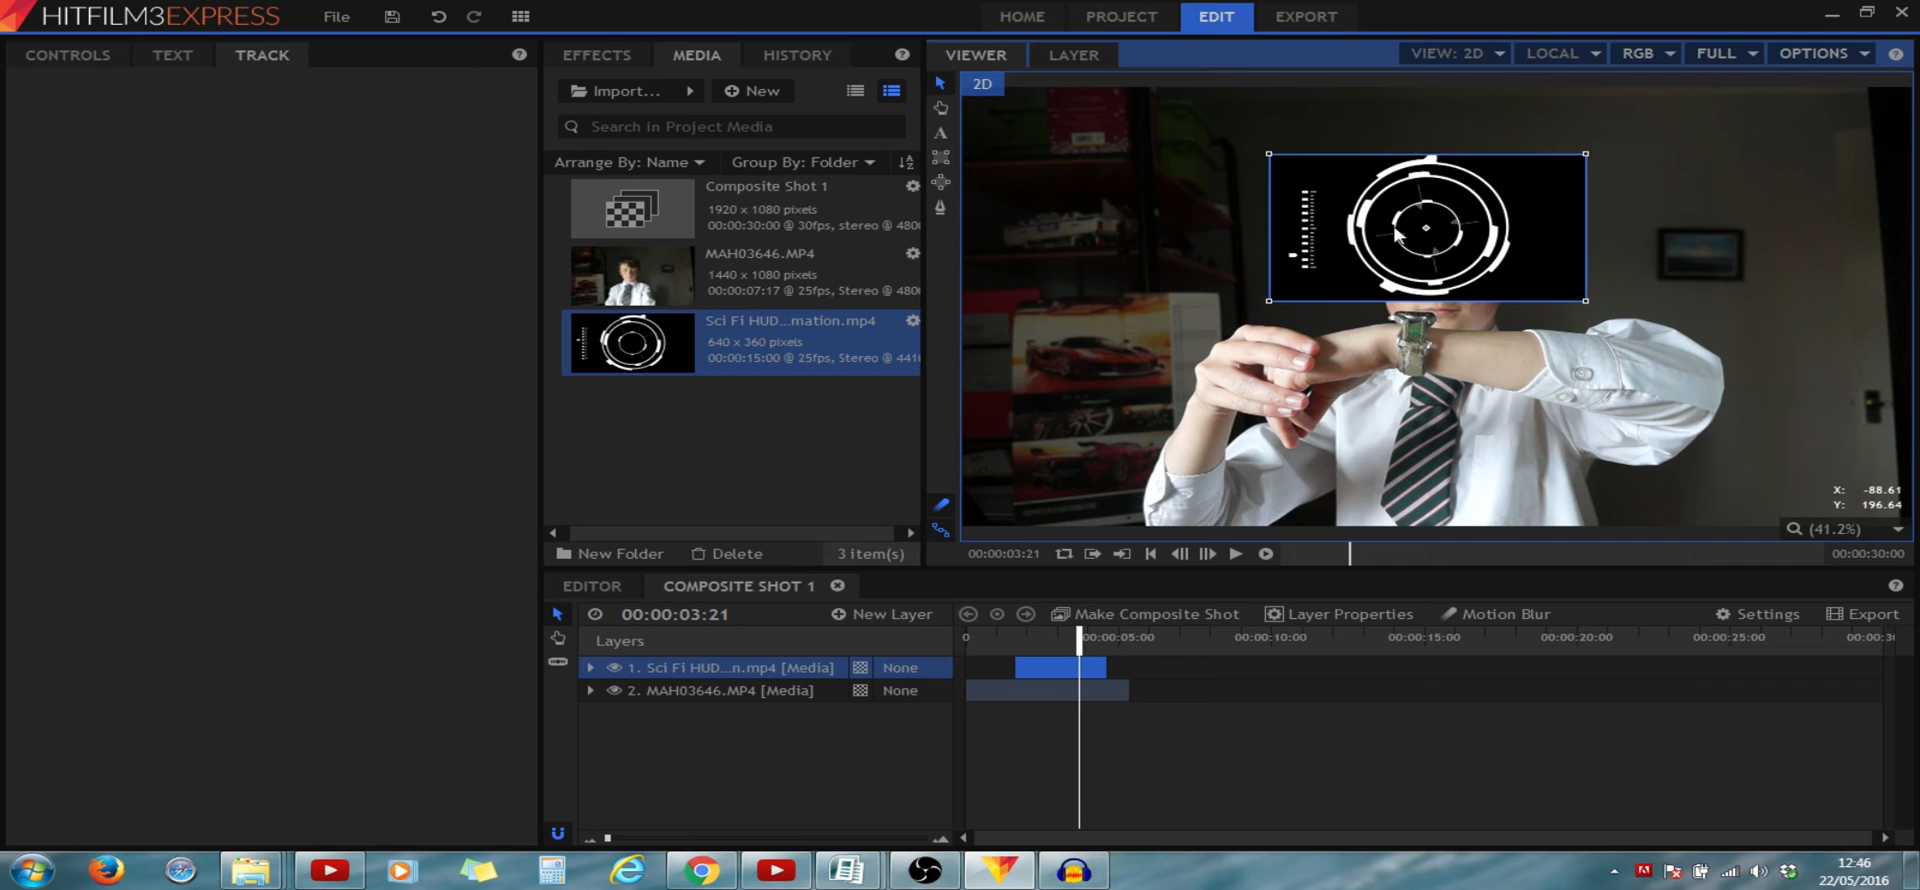 HITFILM3EXPRESS File HOME PROJECT EDIT EXPORT
CONTROLS TEXT TRACK
EFFECTS MEDIA HISTORY
VIEWER LAYER VIEW: 2D LOCAL RGB FULL OPTIONS
Import... New
2D
Search in Project Media
Arrange By: Name Group By: Folder
Composite Shot 1
1920 x 1080 pixels
00:00:30:00 @ 30fps, stereo @ 480
MAH03646.MP4
1440 x 1080 pixels
00:00:07:17 @ 25fps, Stereo @ 480
Sci Fi HUD...mation.mp4
640 x 360 pixels
00:00:15:00 @ 25fps, Stereo @ 441
X: -88.61
Y: 196.64
(41.2%)
New Folder Delete 3 item(s)
00:00:03:21 00:00:30:00
EDITOR COMPOSITE SHOT 1
00:00:03:21 New Layer Make Composite Shot Layer Properties Motion Blur Settings Export
Layers
0 00:00:05:00 00:00:10:00 00:00:15:00 00:00:20:00 00:00:25:00 00:00:3
1. Sci Fi HUD...n.mp4 [Media] None
2. MAH03646.MP4 [Media] None
12:46
22/05/2016